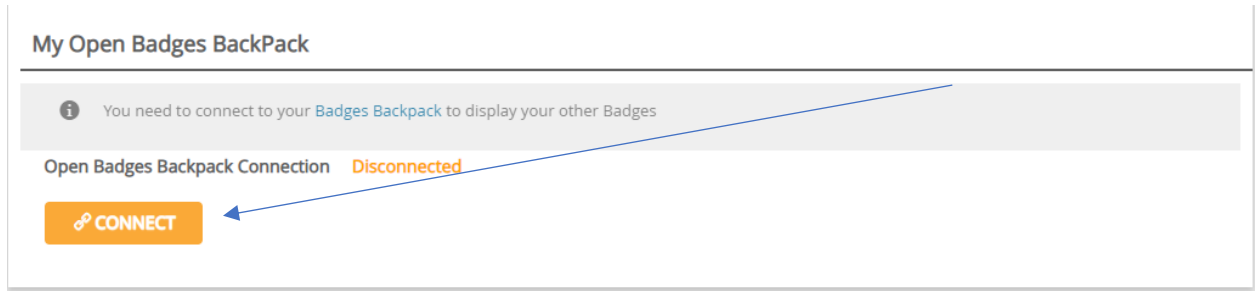 My Open Badges BackPack
You need to connect to your Badges Backpack to display your other Badges
Open Badges Backpack Connection Disconnected
CONNECT